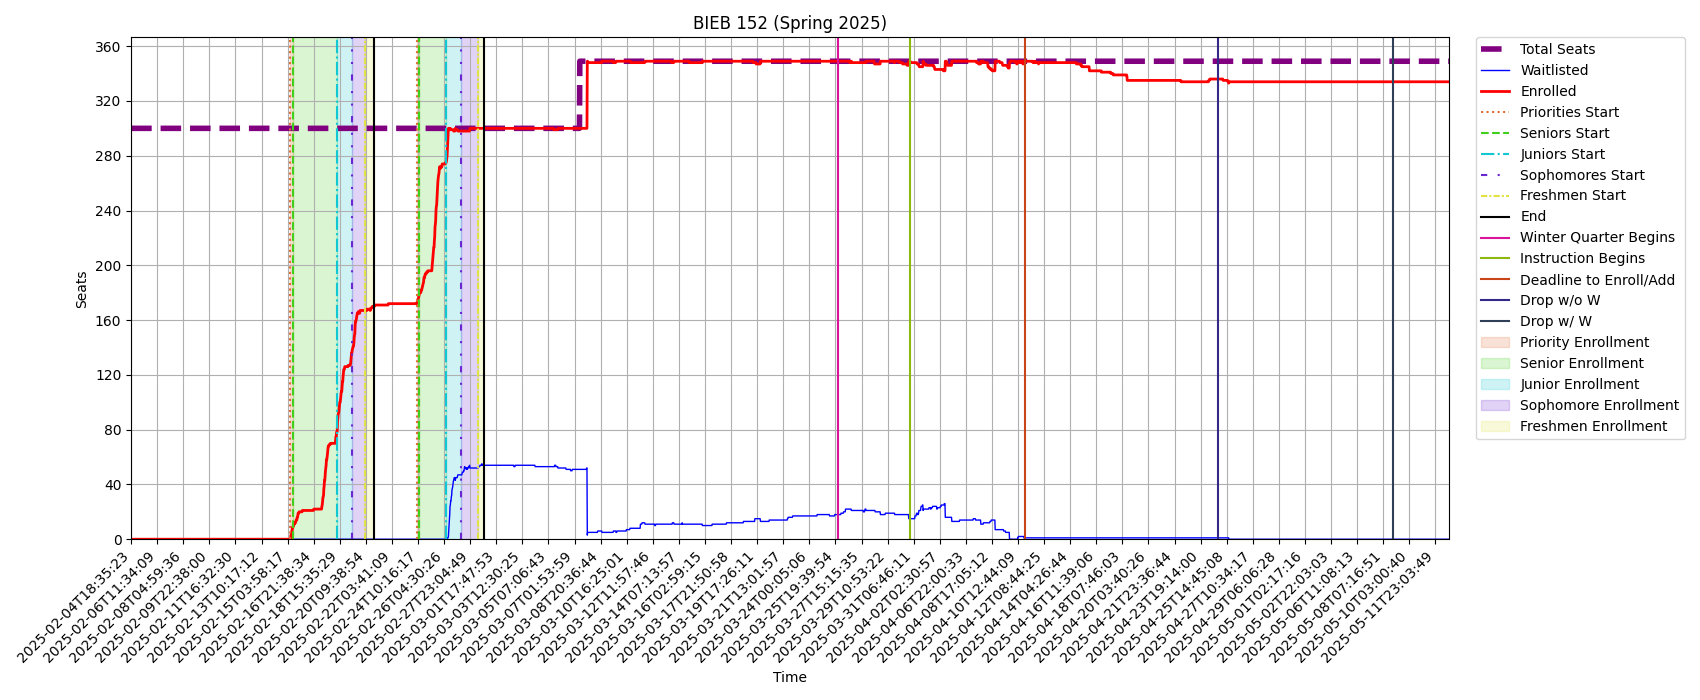 BIEB 152 (Spring 2025)
Seats
360
320
280
240
200
160
120
80
40
0
2025-02-04T18:35:23
2025-02-06T11:34:09
2025-02-08T04:59:36
2025-02-09T22:38:00
2025-02-11T16:32:30
2025-02-13T10:17:12
2025-02-15T03:58:17
2025-02-16T21:38:34
2025-02-18T15:35:29
2025-02-20T09:38:54
2025-02-22T03:41:09
2025-02-24T10:16:17
2025-02-26T04:30:26
2025-02-27T23:04:49
2025-03-01T17:47:53
2025-03-03T12:30:25
2025-03-05T07:06:43
2025-03-07T01:53:59
2025-03-08T20:36:44
2025-03-10T16:25:01
2025-03-12T11:57:46
2025-03-14T07:13:57
2025-03-16T02:59:15
2025-03-17T21:50:58
2025-03-19T17:26:11
2025-03-21T13:01:57
2025-03-24T00:05:06
2025-03-25T19:39:54
2025-03-27T15:15:35
2025-03-29T10:53:22
2025-03-31T06:46:11
2025-04-02T02:30:57
2025-04-06T22:00:33
2025-04-08T17:05:12
2025-04-10T12:44:09
2025-04-12T08:44:25
2025-04-14T04:26:44
2025-04-16T11:39:06
2025-04-18T07:46:03
2025-04-20T03:40:26
2025-04-21T23:36:44
2025-04-23T19:14:00
2025-04-25T14:45:08
2025-04-27T10:34:17
2025-04-29T06:06:28
2025-05-01T02:17:16
2025-05-02T22:03:03
2025-05-06T11:08:13
2025-05-08T07:16:51
2025-05-10T03:00:40
2025-05-11T23:03:49
Time
Total Seats
Waitlisted
Enrolled
Priorities Start
Seniors Start
Juniors Start
Sophomores Start
Freshmen Start
End
Winter Quarter Begins
Instruction Begins
Deadline to Enroll/Add
Drop w/o W
Drop w/ W
Priority Enrollment
Senior Enrollment
Junior Enrollment
Sophomore Enrollment
Freshmen Enrollment